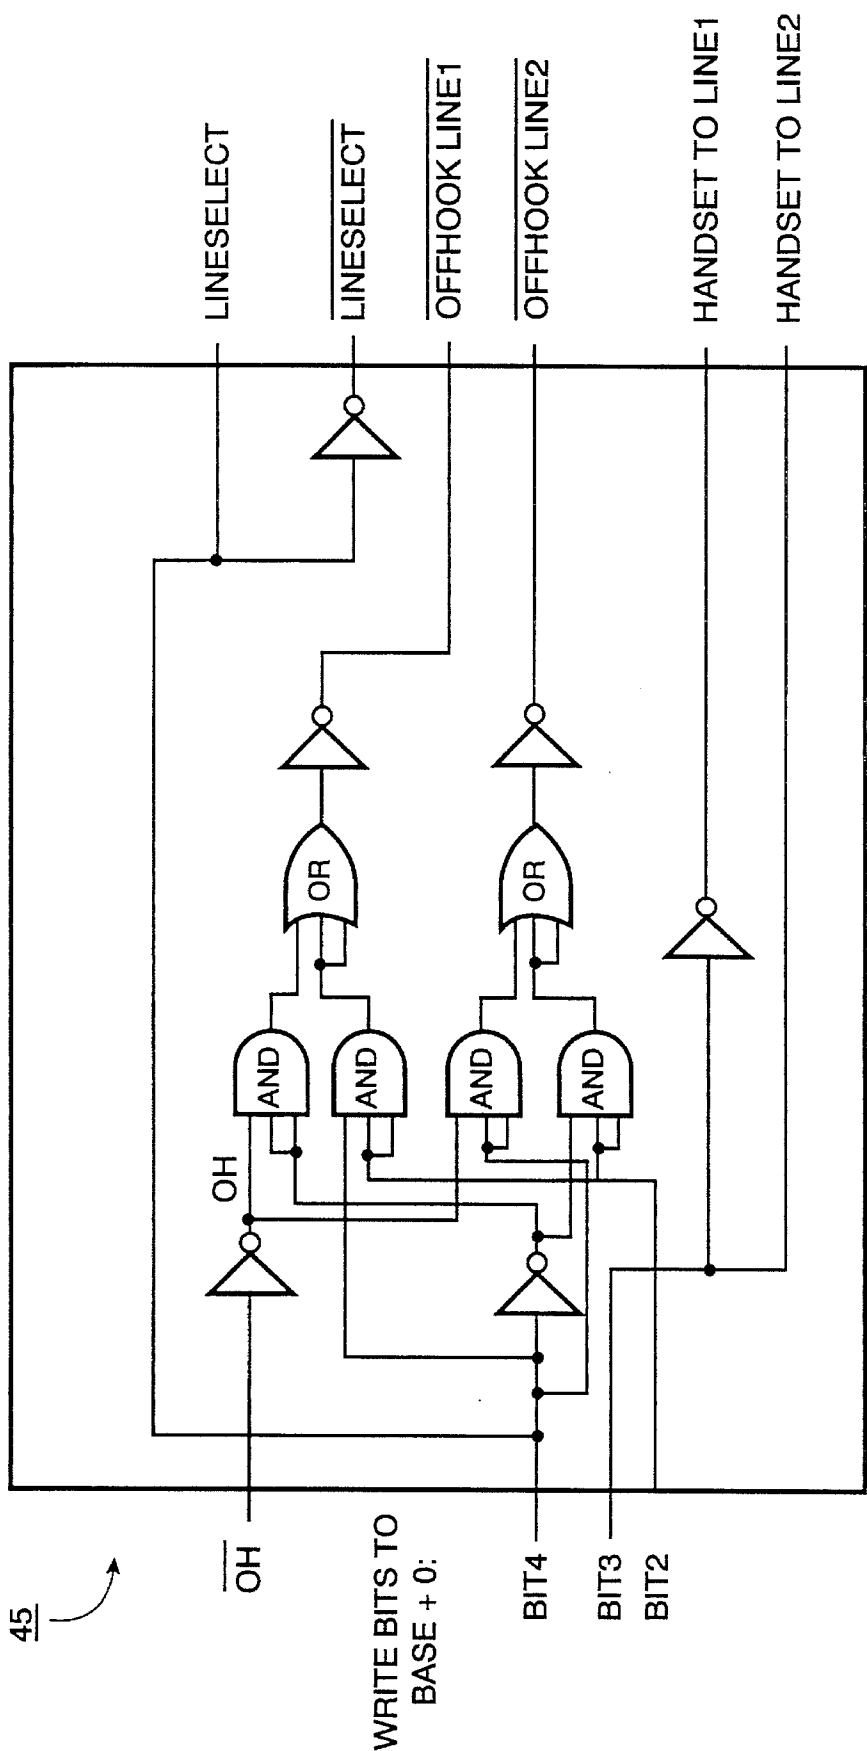 45
OH
WRITE BITS TO
BASE + 0:
BIT4
BIT3
BIT2
OH
AND
AND
AND
AND
OR
OR
LINESELECT
LINESELECT
OFFHOOK LINE1
OFFHOOK LINE2
HANDSET TO LINE1
HANDSET TO LINE2